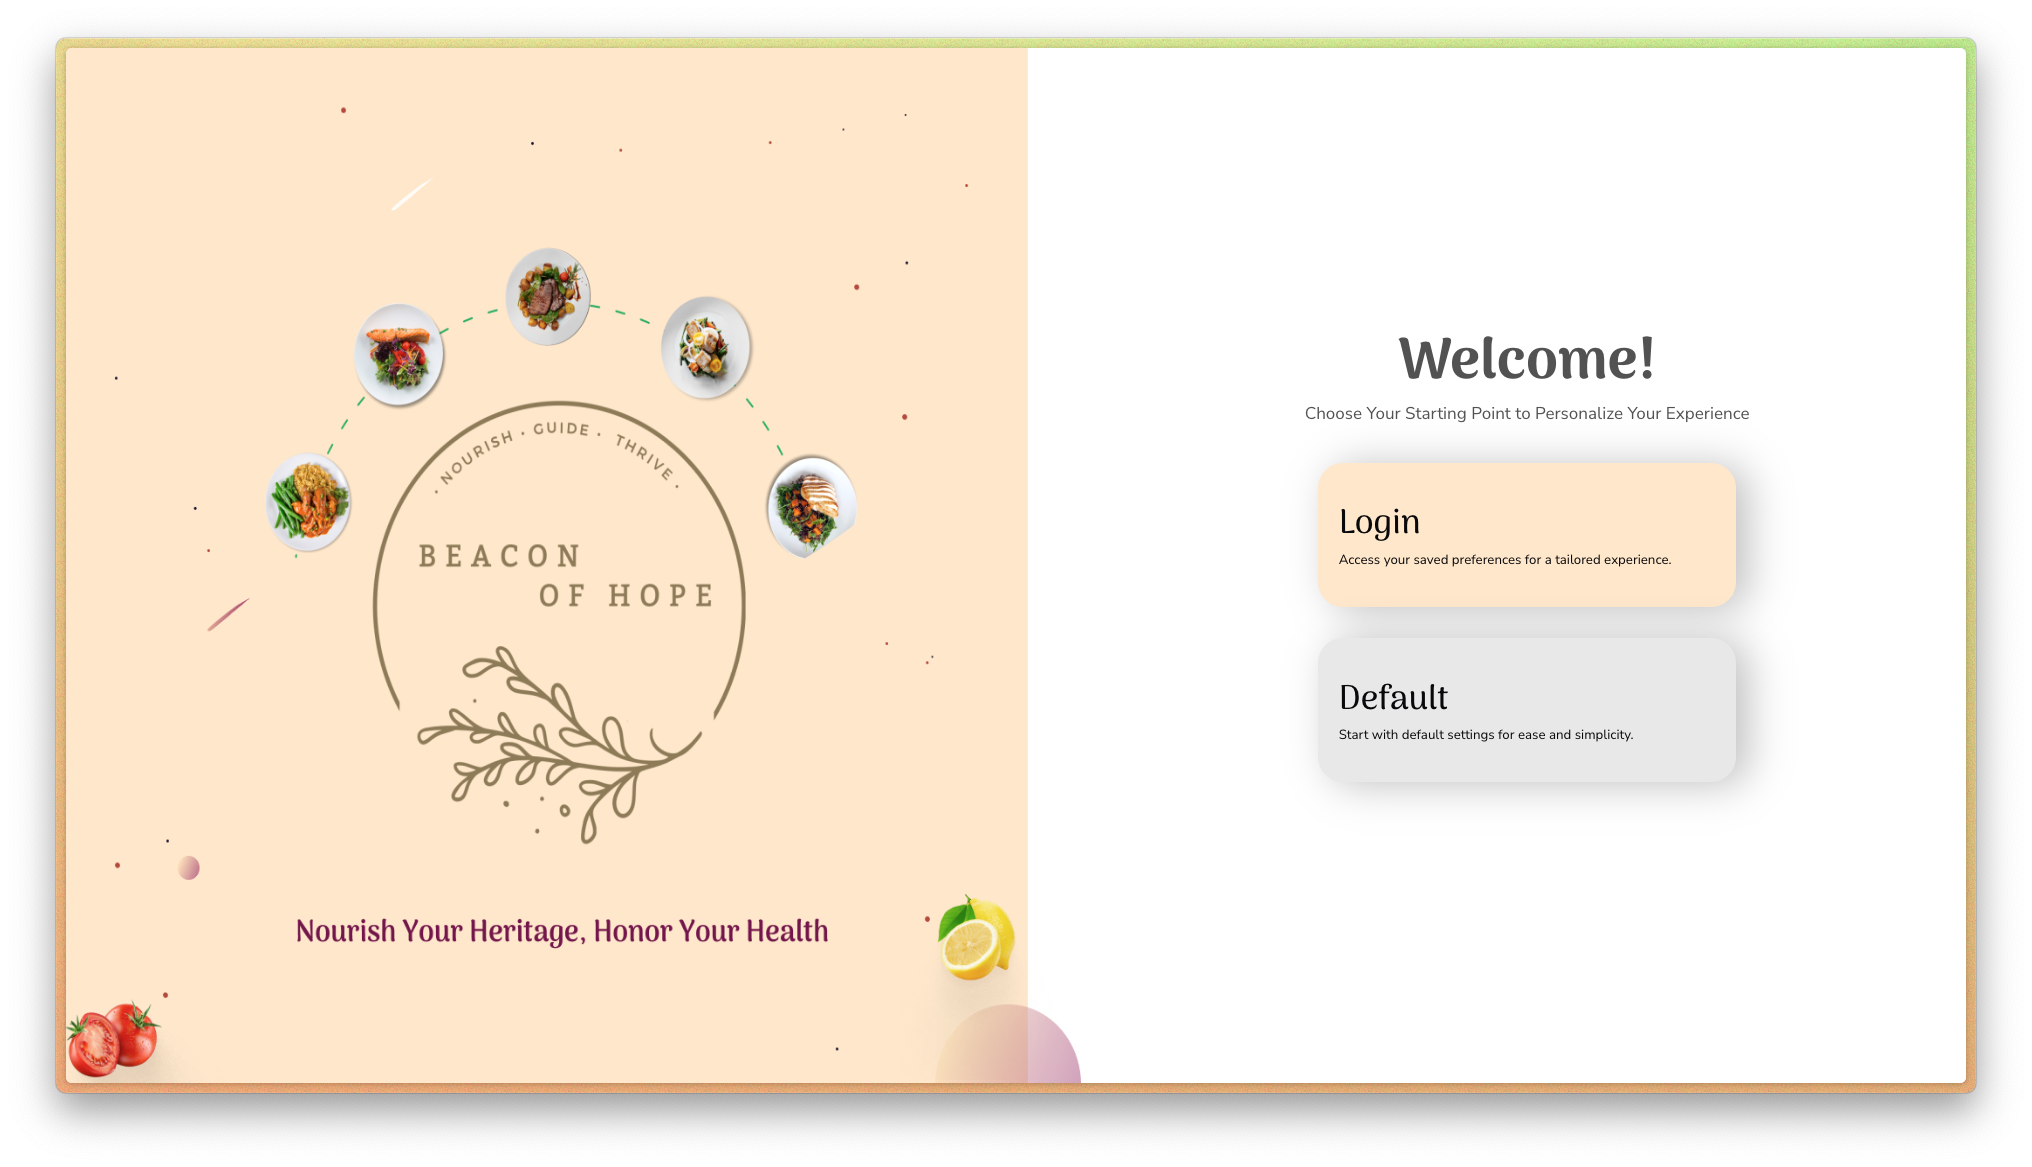 · NOURISH · GUIDE · THRIVE ·
BEACON
OF HOPE
Nourish Your Heritage, Honor Your Health
Welcome!
Choose Your Starting Point to Personalize Your Experience
Login
Access your saved preferences for a tailored experience.
Default
Start with default settings for ease and simplicity.